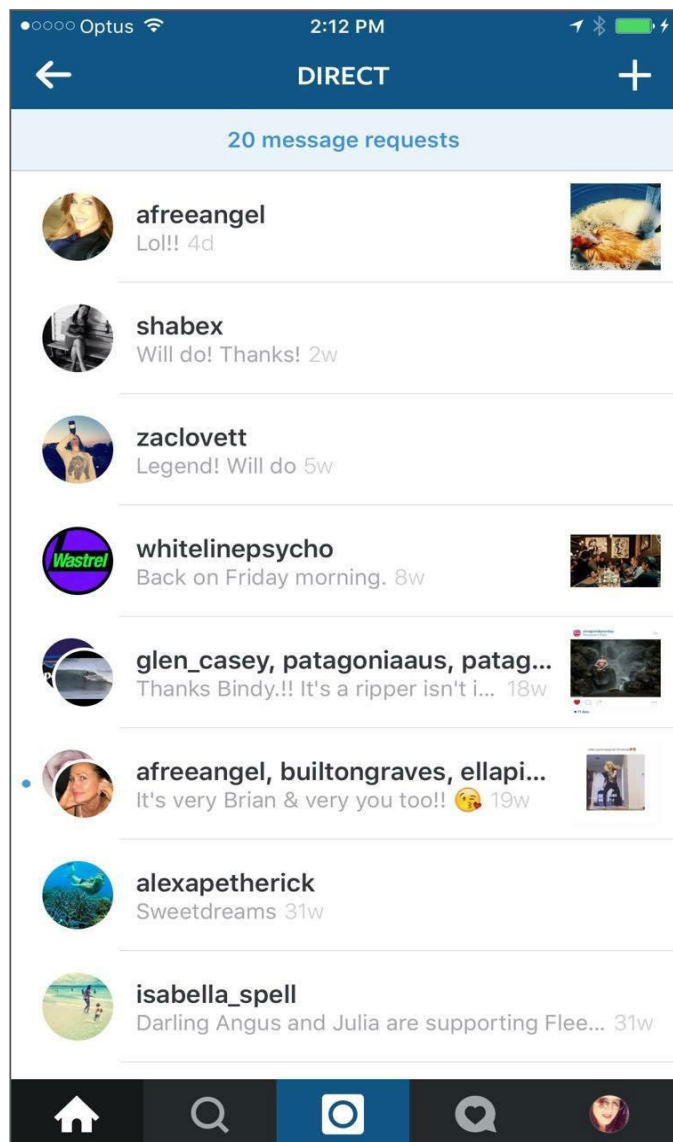 Optus
2:12 PM
DIRECT
20 message requests
afreeangel
Lol!! 4d
shabex
Will do! Thanks! 2w
zaclovett
Legend! Will do 5w
Wastrel
whitelinepsycho
Back on Friday morning. 8w
glen_casey, patagoniaaus, patag...
Thanks Bindy.!! It's a ripper isn't i... 18w
afreeangel, builtongraves, ellapi...
It's very Brian & very you too!! 😘 19w
alexapetherick
Sweetdreams 31w
isabella_spell
Darling Angus and Julia are supporting Flee... 31w